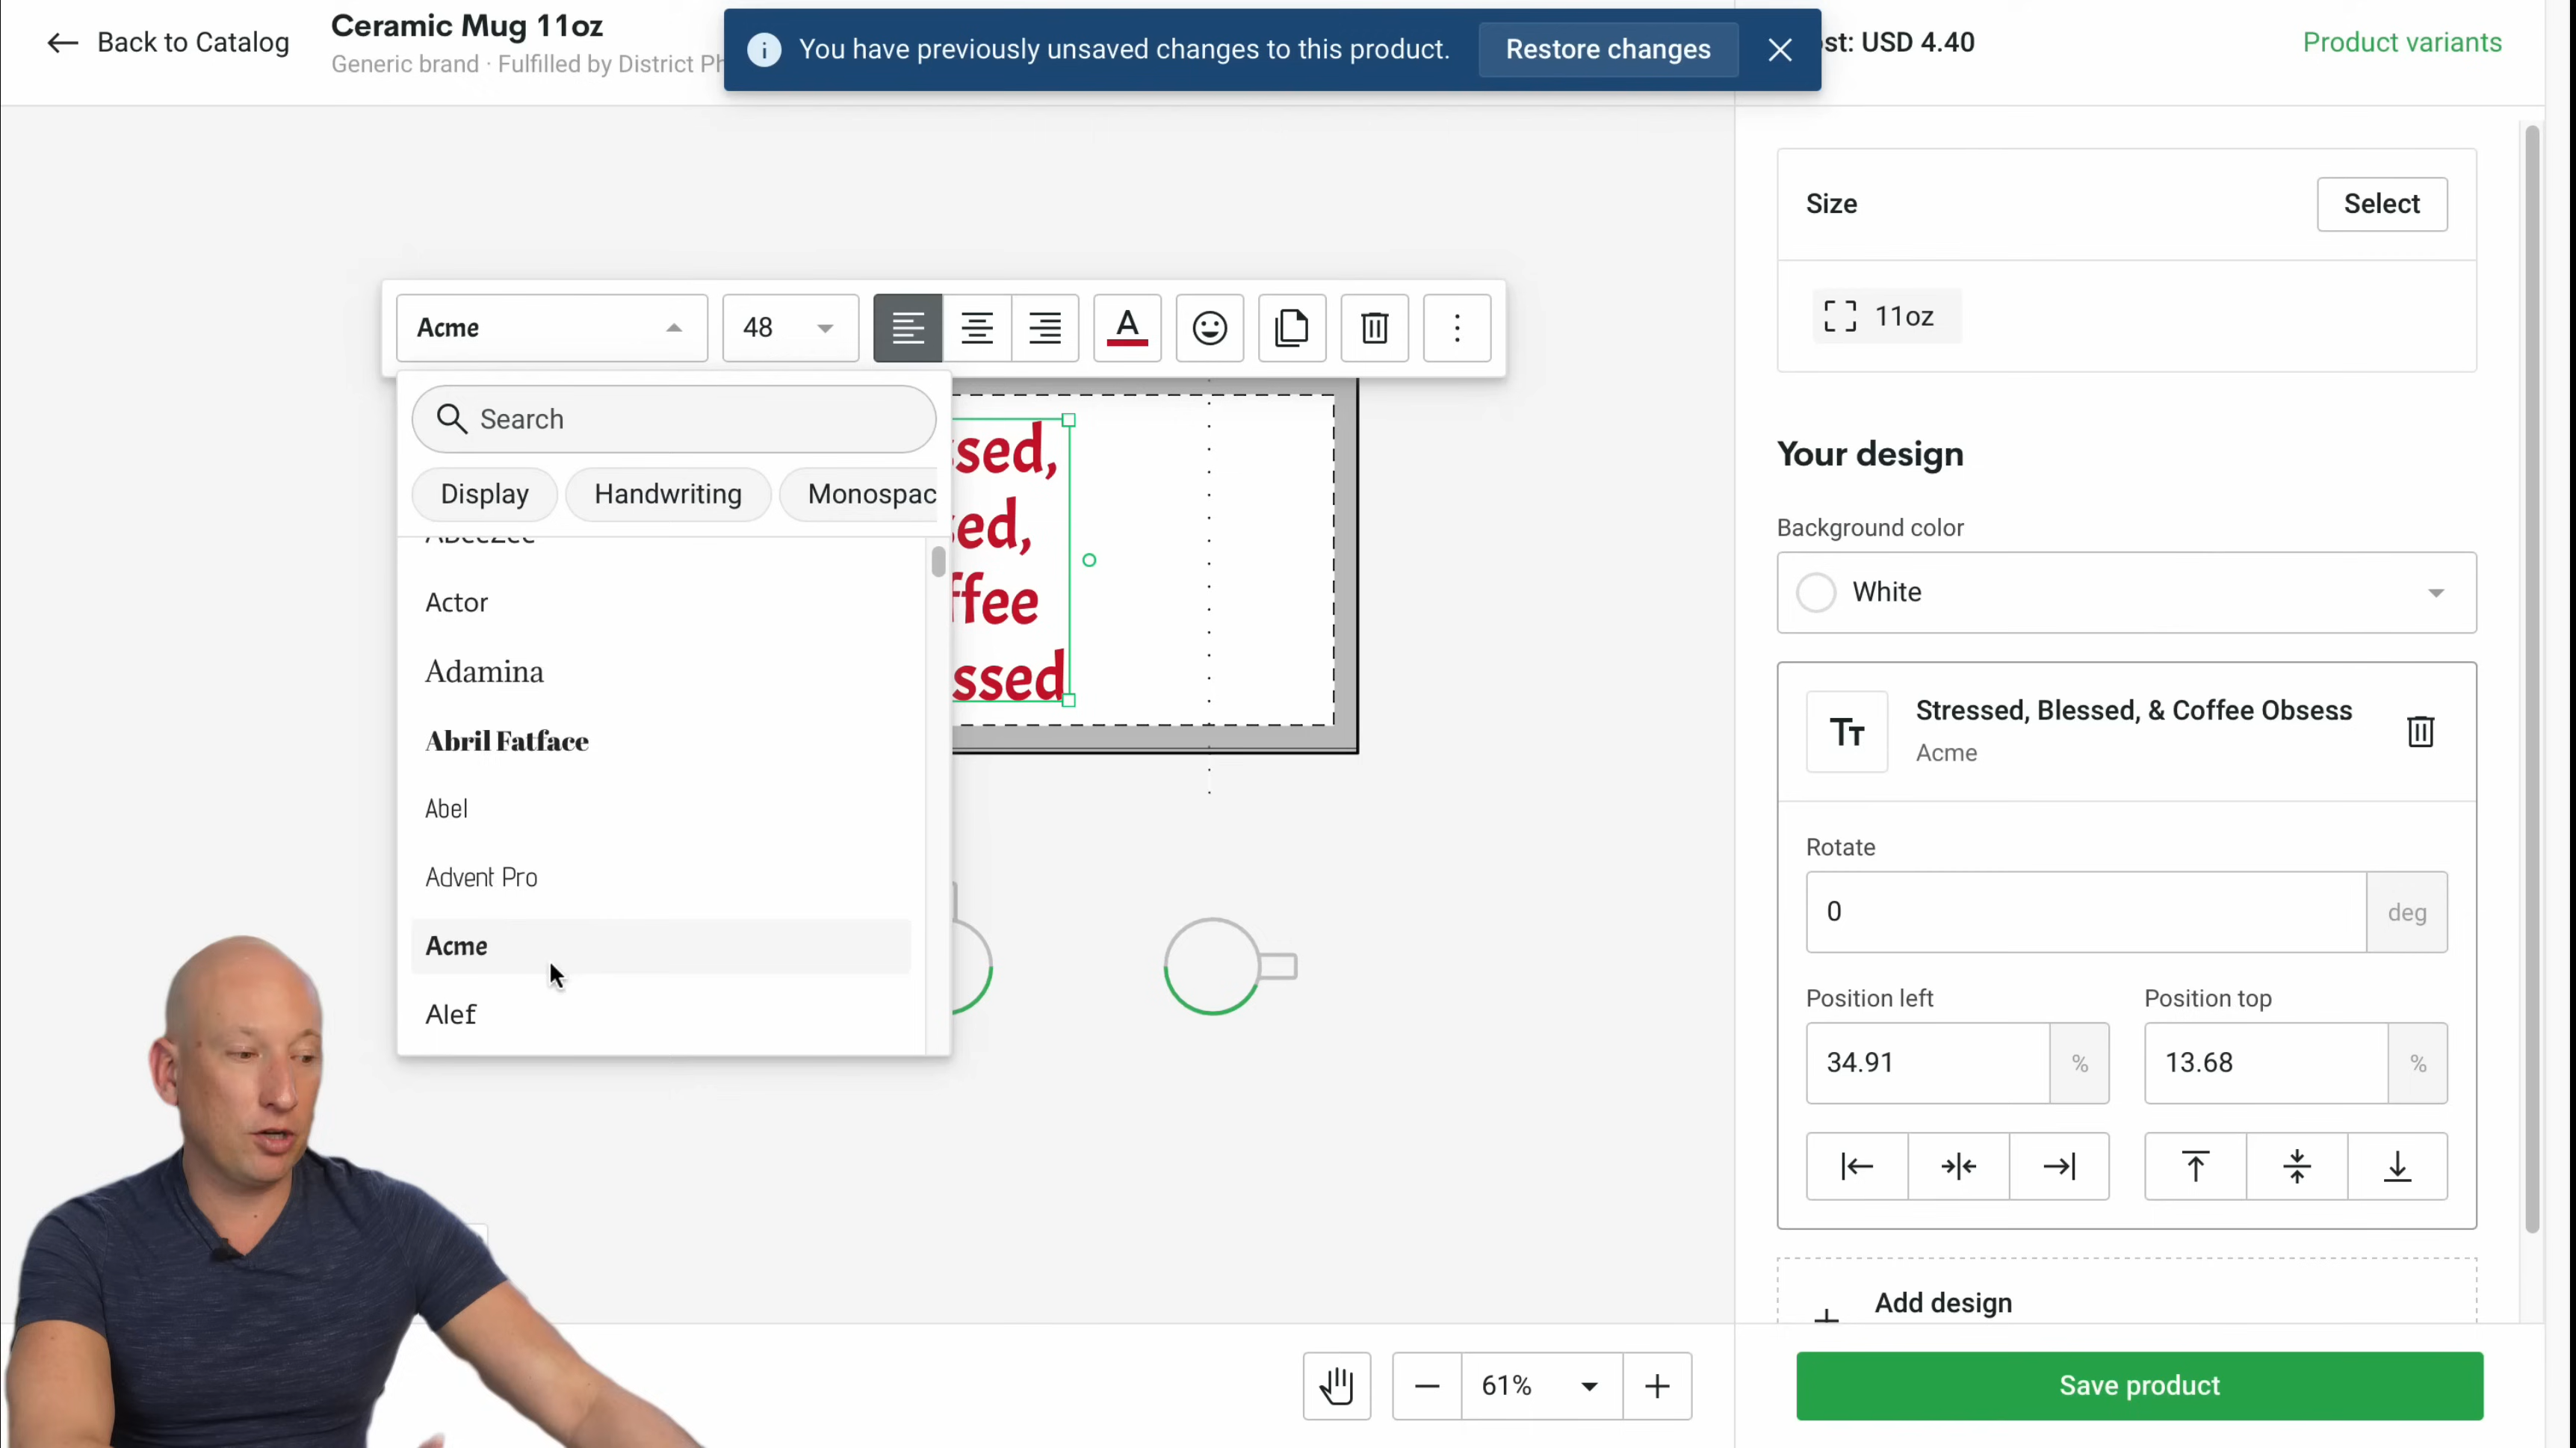 Back to Catalog
Ceramic Mug 11oz
Generic brand · Fulfilled by District
You have previously unsaved changes to this product.
Restore changes
USD 4.40
Product variants
Size
Select
11oz
Acme
48
Search
Display
Handwriting
Monospac
ABeeZee
Actor
Adamina
Abril Fatface
Abel
Advent Pro
Acme
Alef
ssed,
ed,
ffee
ssed
Your design
Background color
White
Stressed, Blessed, & Coffee Obsess
Acme
Rotate
0
deg
Position left
Position top
34.91
%
13.68
%
Add design
61%
Save product